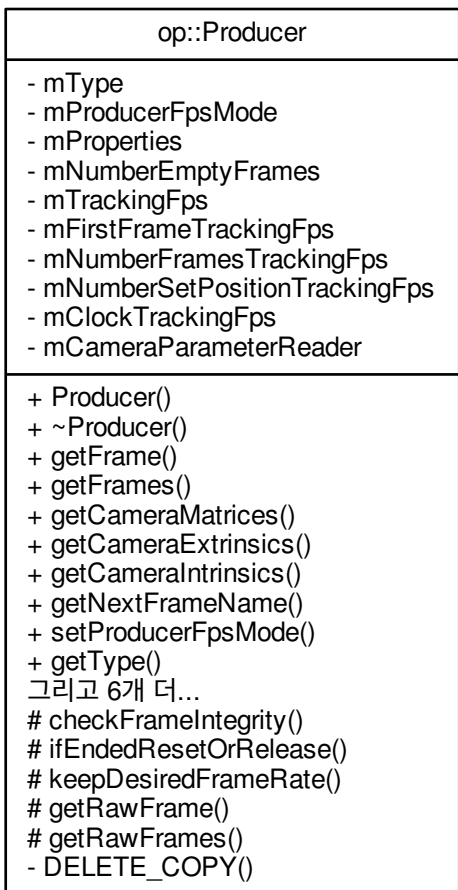 op::Producer
- mType
- mProducerFpsMode
- mProperties
- mNumberEmptyFrames
- mTrackingFps
- mFirstFrameTrackingFps
- mNumberFramesTrackingFps
- mNumberSetPositionTrackingFps
- mClockTrackingFps
- mCameraParameterReader
+ Producer()
+ ~Producer()
+ getFrame()
+ getFrames()
+ getCameraMatrices()
+ getCameraExtrinsics()
+ getCameraIntrinsics()
+ getNextFrameName()
+ setProducerFpsMode()
+ getType()
그리고 6개 더...
# checkFrameIntegrity()
# ifEndedResetOrRelease()
# keepDesiredFrameRate()
# getRawFrame()
# getRawFrames()
- DELETE_COPY()